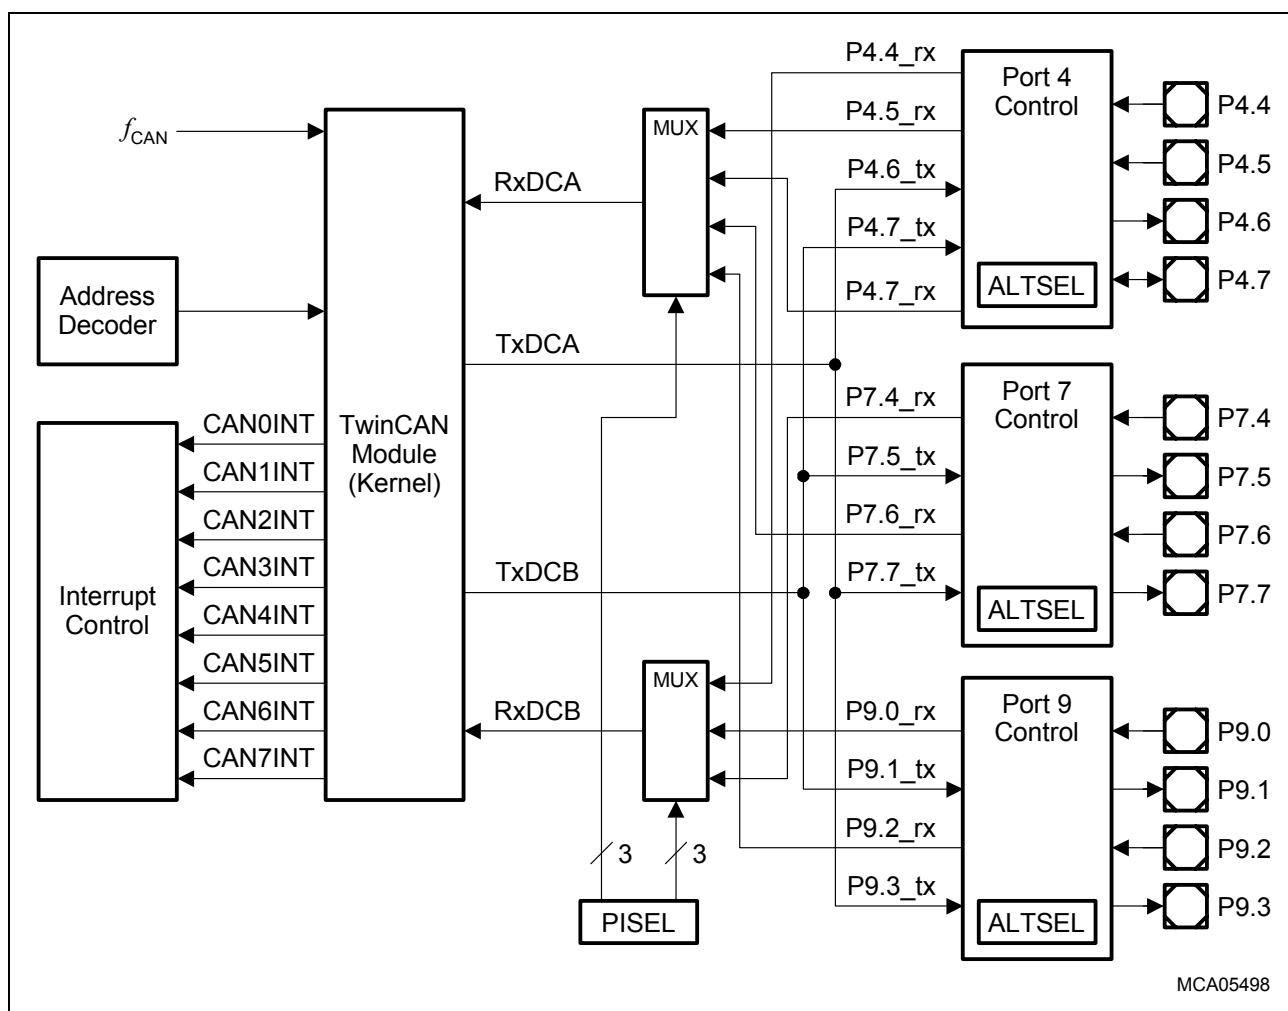 f CAN
Address
Decoder
Interrupt
Control
CAN0INT
CAN1INT
CAN2INT
CAN3INT
CAN4INT
CAN5INT
CAN6INT
CAN7INT
TwinCAN
Module
(Kernel)
RxDCA
TxDCA
TxDCB
RxDCB
MUX
MUX
3
3
PISEL
P4.4_rx
P4.5_rx
P4.6_tx
P4.7_tx
P4.7_rx
P7.4_rx
P7.5_tx
P7.6_rx
P7.7_tx
P9.0_rx
P9.1_tx
P9.2_rx
P9.3_tx
Port 4
Control
ALTSEL
Port 7
Control
ALTSEL
Port 9
Control
ALTSEL
P4.4
P4.5
P4.6
P4.7
P7.4
P7.5
P7.6
P7.7
P9.0
P9.1
P9.2
P9.3
MCA05498